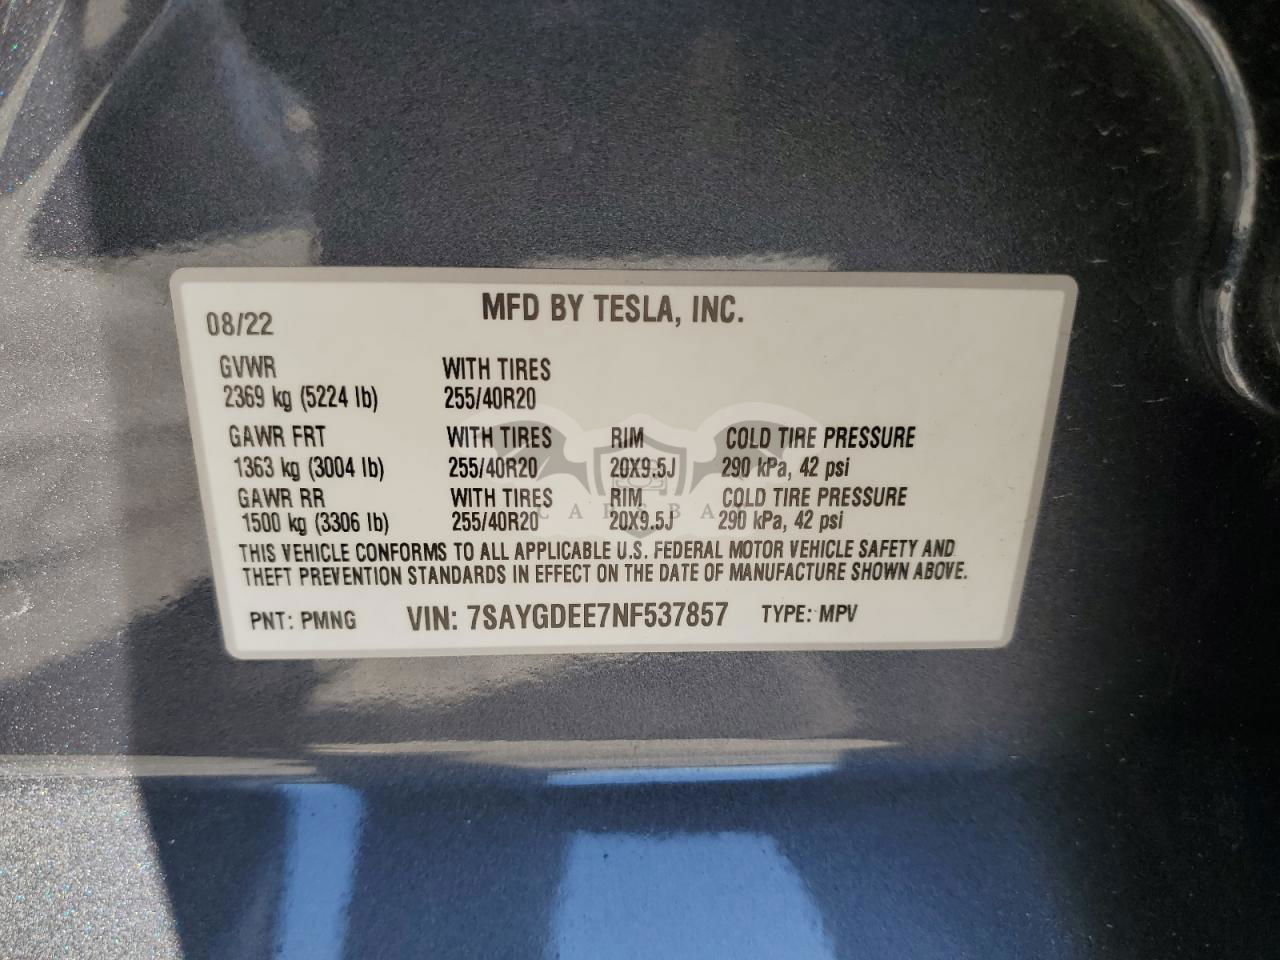 MFD BY TESLA, INC.
08/22
GVWR WITH TIRES
2369 kg (5224 lb) 255/40R20
GAWR FRT WITH TIRES RIM COLD TIRE PRESSURE
1363 kg (3004 lb) 255/40R20 20X9.5J 290 kPa, 42 psi
GAWR RR WITH TIRES RIM COLD TIRE PRESSURE
1500 kg (3306 lb) 255/40R20 20X9.5J 290 kPa, 42 psi
THIS VEHICLE CONFORMS TO ALL APPLICABLE U.S. FEDERAL MOTOR VEHICLE SAFETY AND
THEFT PREVENTION STANDARDS IN EFFECT ON THE DATE OF MANUFACTURE SHOWN ABOVE.
PNT: PMNG VIN: 7SAYGDEE7NF537857 TYPE: MPV